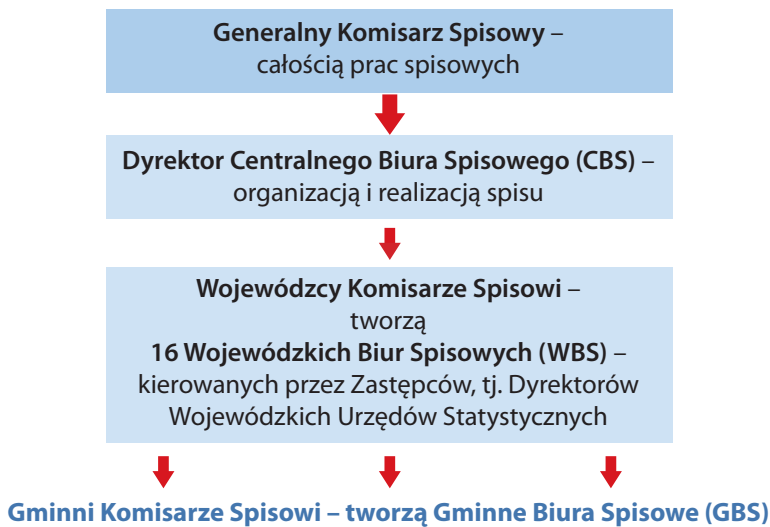 Generalny Komisarz Spisowy –
całością prac spisowych
Dyrektor Centralnego Biura Spisowego (CBS) –
organizacją i realizacją spisu
Wojewódzcy Komisarze Spisowi –
tworzą
16 Wojewódzkich Biur Spisowych (WBS) –
kierowanych przez Zastępców, tj. Dyrektorów
Wojewódzkich Urzędów Statystycznych
Gminni Komisarze Spisowi – tworzą Gminne Biura Spisowe (GBS)